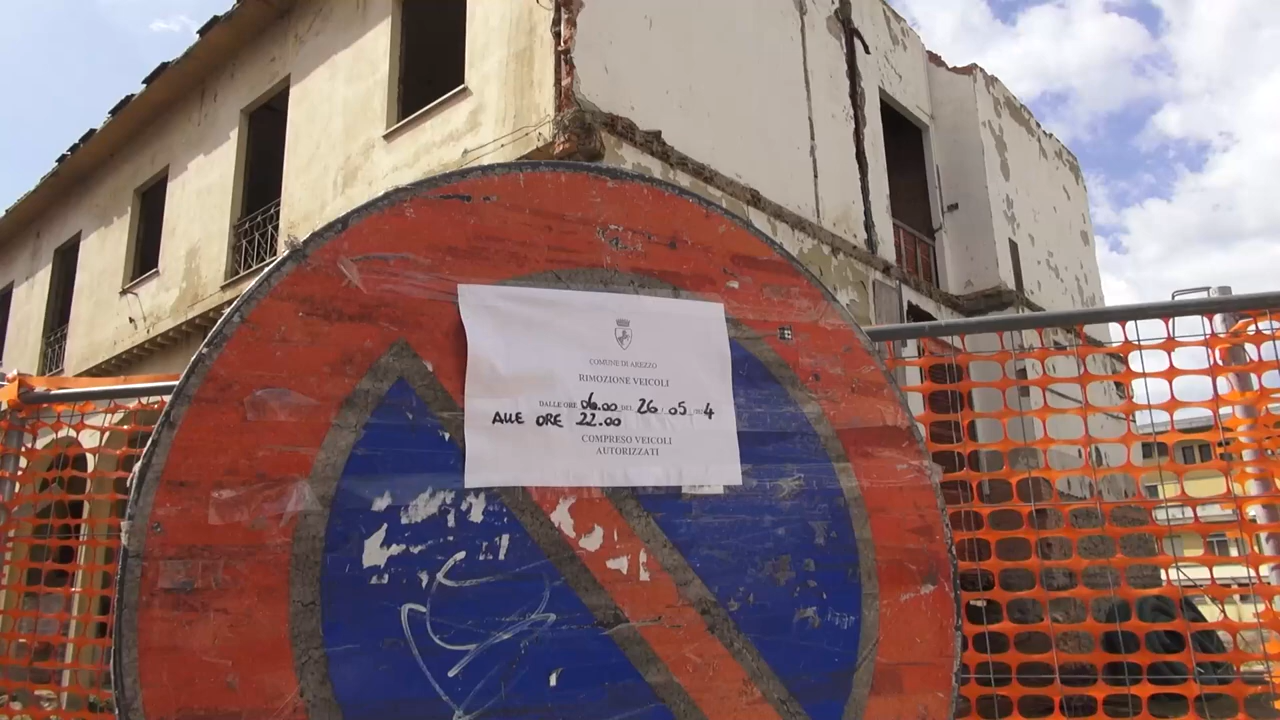 COMUNE DI AREZZO
RIMOZIONE VEICOLI
DALLE ORE 06.00 DEL 26/05/2024
ALLE ORE 22.00
COMPRESO VEICOLI
AUTORIZZATI